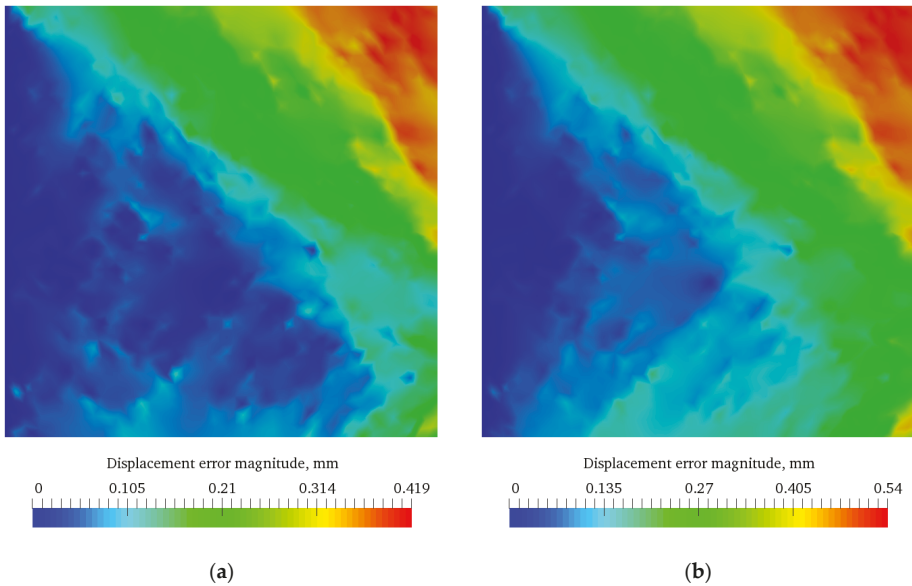 Displacement error magnitude, mm
0 0.105 0.21 0.314 0.419
(a)
Displacement error magnitude, mm
0 0.135 0.27 0.405 0.54
(b)